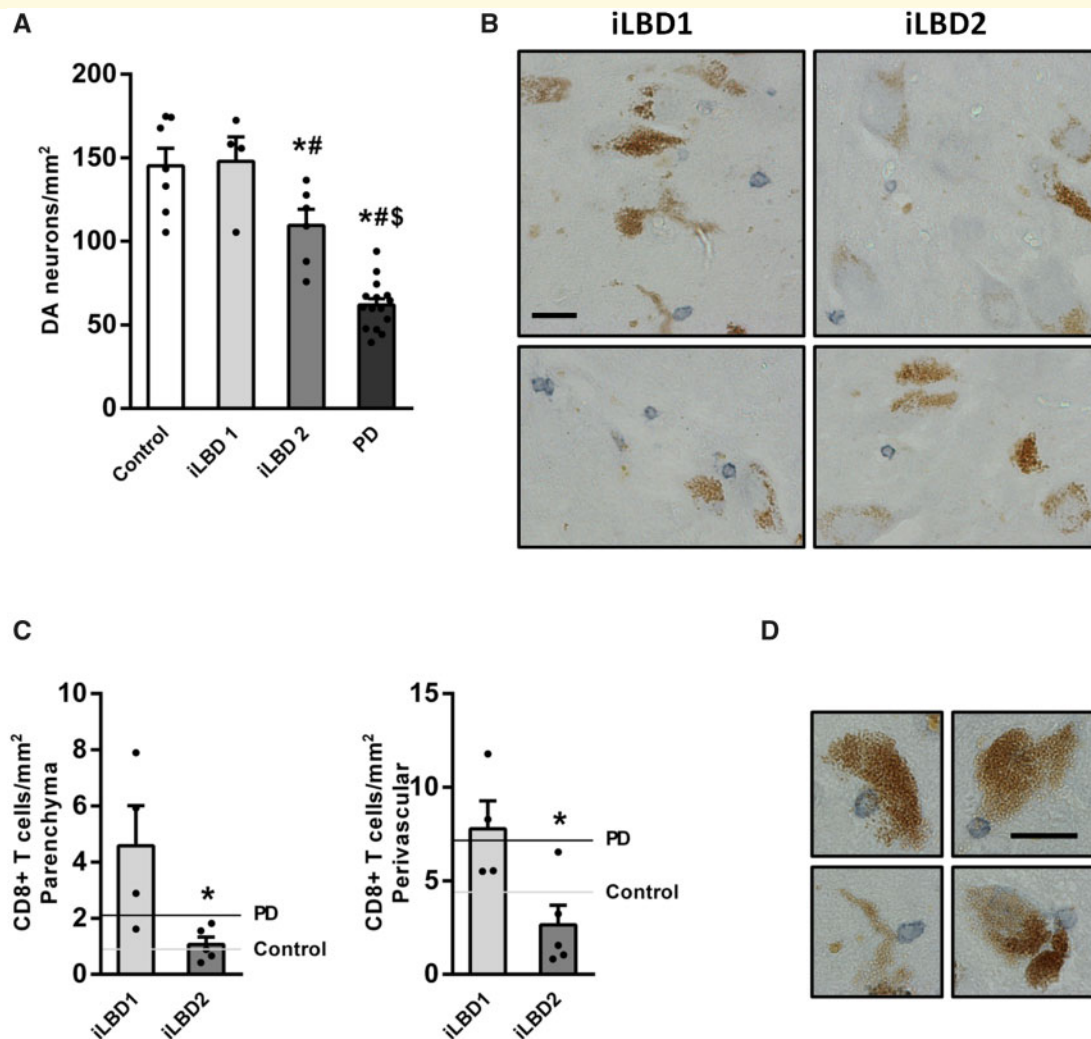 A
DA neurons/mm²
200
150
100
50
0
*#
*#$
Control
iLBD 1
iLBD 2
PD
B
iLBD1
iLBD2
C
CD8+ T cells/mm²
Parenchyma
10
8
6
4
2
0
*
PD
Control
iLBD1
iLBD2
CD8+ T cells/mm²
Perivascular
15
10
5
0
*
PD
Control
iLBD1
iLBD2
D